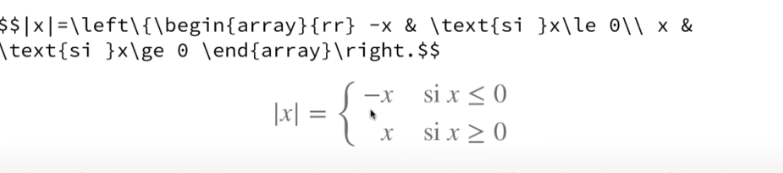 $$|x|=\left\{\begin{array}{rr} -x & \text{si }x\le 0\\ x &
\text{si }x\ge 0 \end{array}\right.$$
−x si x ≤ 0
|x| = {
x si x ≥ 0